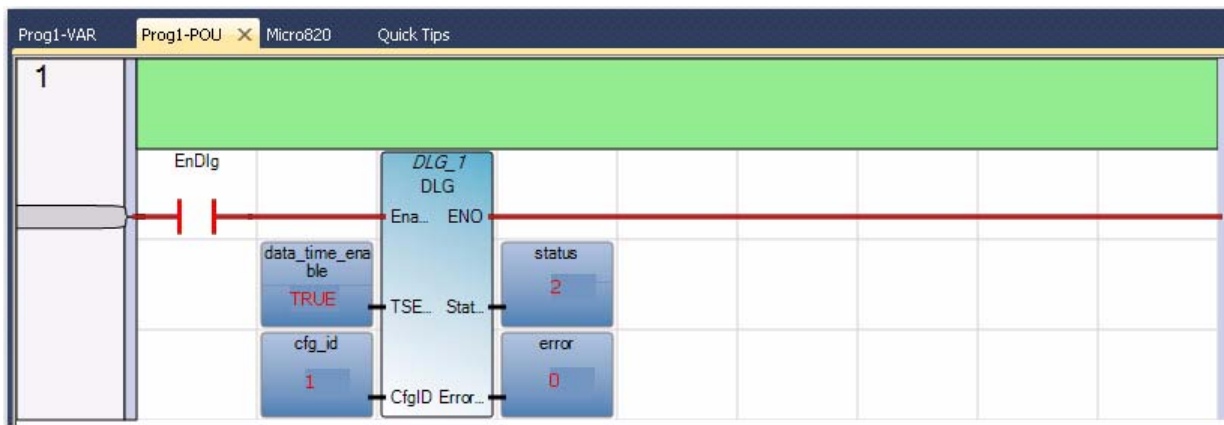 Prog1-VAR Prog1-POU Micro820 Quick Tips
1
EnDlg
DLG_1
DLG
Ena... ENO
data_time_ena
ble
TRUE
status
2
TSE... Stat...
cfg_id
1
error
0
CfgID Error...